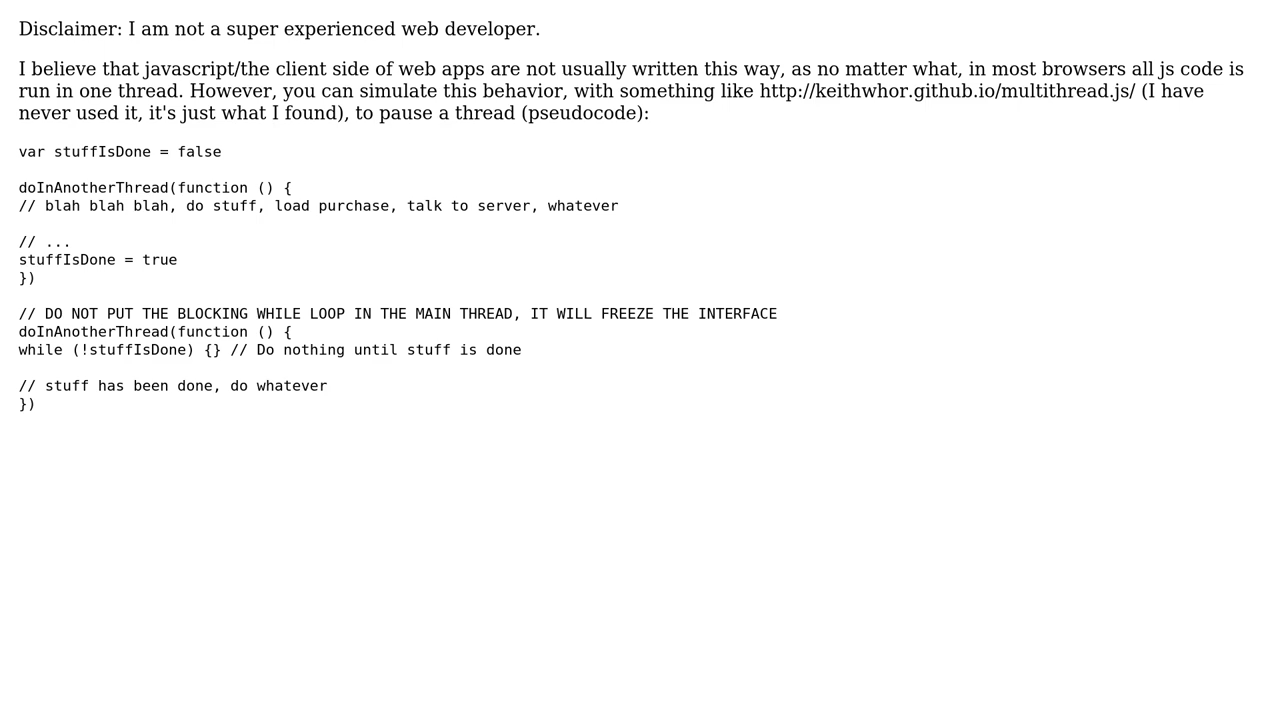 Disclaimer: I am not a super experienced web developer.
I believe that javascript/the client side of web apps are not usually written this way, as no matter what, in most browsers all js code is
run in one thread. However, you can simulate this behavior, with something like http://keithwhor.github.io/multithread.js/ (I have
never used it, it's just what I found), to pause a thread (pseudocode):
var stuffIsDone = false
doInAnotherThread(function () {
// blah blah blah, do stuff, load purchase, talk to server, whatever
// ...
stuffIsDone = true
})
// DO NOT PUT THE BLOCKING WHILE LOOP IN THE MAIN THREAD, IT WILL FREEZE THE INTERFACE
doInAnotherThread(function () {
while (!stuffIsDone) {} // Do nothing until stuff is done
// stuff has been done, do whatever
})